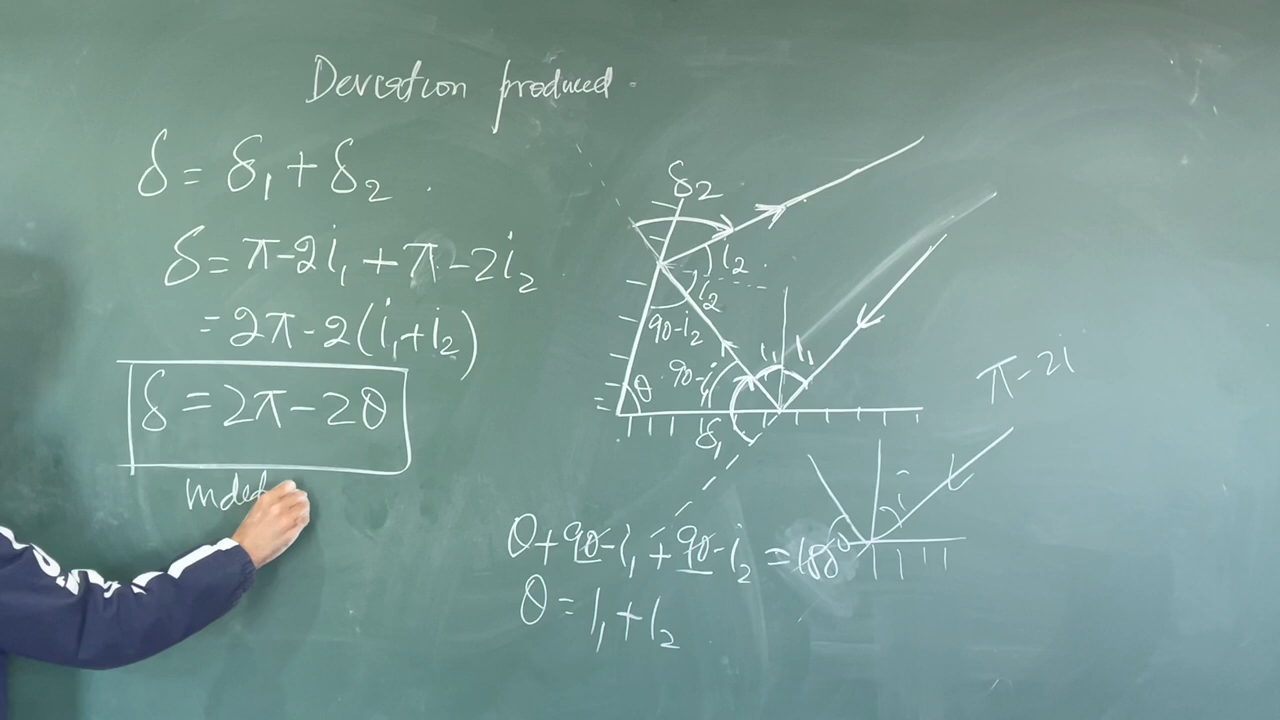 Deviation produced
δ = δ₁ + δ₂
δ = π-2i₁ + π-2i₂
= 2π-2(i₁+i₂)
δ = 2π-2θ
indep
δ₂
i₂
i₂
90-i₂
θ
90-i₁
i₁ i₁
δ₁
π-2i
i
θ+90-i₁+90-i₂ = 180
θ = i₁+i₂